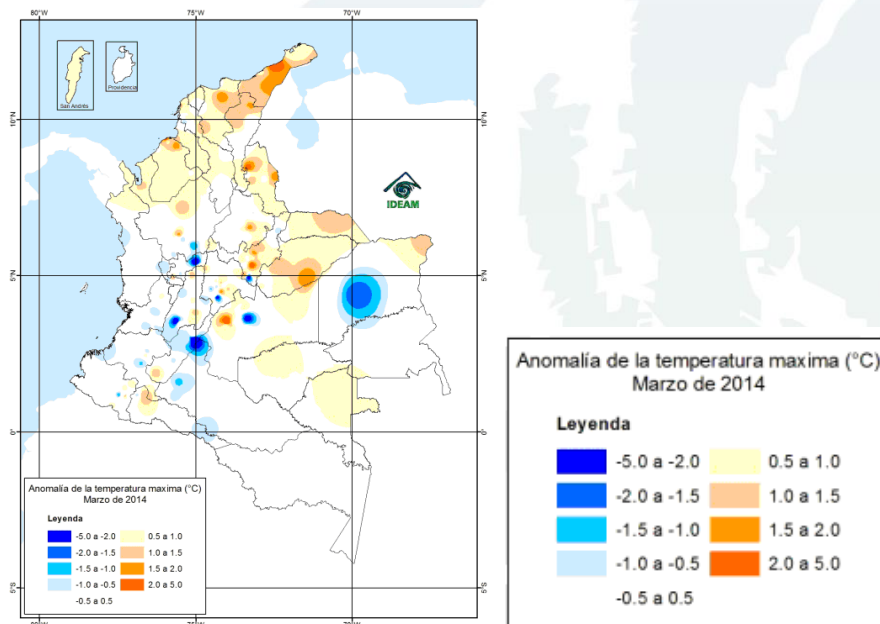 80°W 75°W 70°W
San Andrés
Providencia
10°N 10°N
IDEAM
5°N 5°N
0° 0°
5°S 5°S
Anomalía de la temperatura maxima (°C)
Marzo de 2014
Leyenda
-5.0 a -2.0 0.5 a 1.0
-2.0 a -1.5 1.0 a 1.5
-1.5 a -1.0 1.5 a 2.0
-1.0 a -0.5 2.0 a 5.0
-0.5 a 0.5
80°W 75°W 70°W
Anomalía de la temperatura maxima (°C)
Marzo de 2014
Leyenda
-5.0 a -2.0 0.5 a 1.0
-2.0 a -1.5 1.0 a 1.5
-1.5 a -1.0 1.5 a 2.0
-1.0 a -0.5 2.0 a 5.0
-0.5 a 0.5